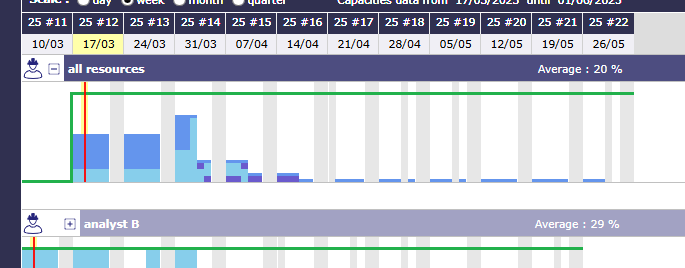 Scale : day week month quarter Capacities data from 17/03/2025 until 01/06/2025
25 #11 25 #12 25 #13 25 #14 25 #15 25 #16 25 #17 25 #18 25 #19 25 #20 25 #21 25 #22
10/03 17/03 24/03 31/03 07/04 14/04 21/04 28/04 05/05 12/05 19/05 26/05
all resources Average : 20 %
analyst B Average : 29 %